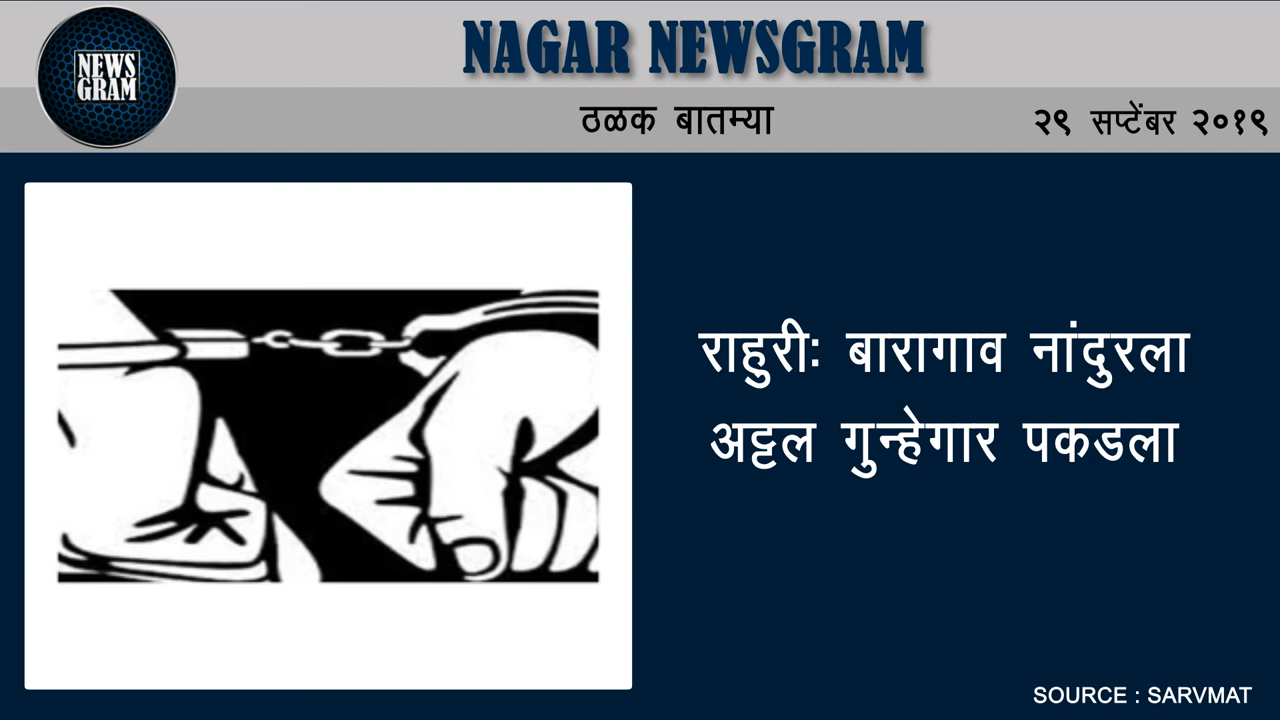 NEWS
GRAM
NAGAR NEWSGRAM
ठळक बातम्या
२९ सप्टेंबर २०१९
राहुरीः बारागाव नांदुरला
अट्टल गुन्हेगार पकडला
SOURCE : SARVMAT